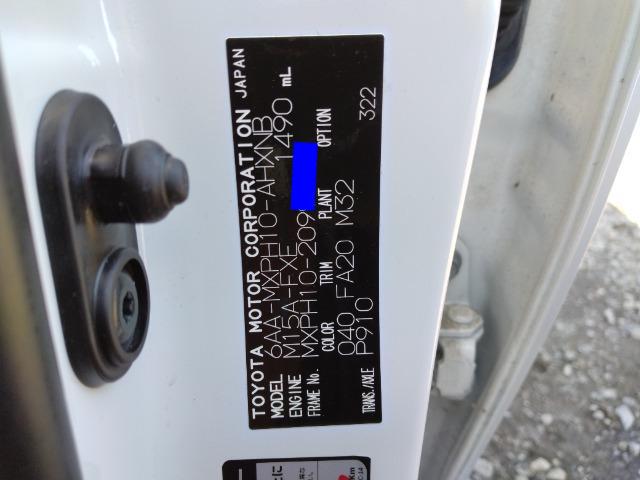 TOYOTA MOTOR CORPORATION JAPAN
MODEL 6AA-MXPH10-AHXNB
ENGINE M15A-FXE 1490 mL
FRAME No. MXPH10-209
COLOR TRIM PLANT OPTION
040 FA20 M32 322
TRANS./AXLE P910